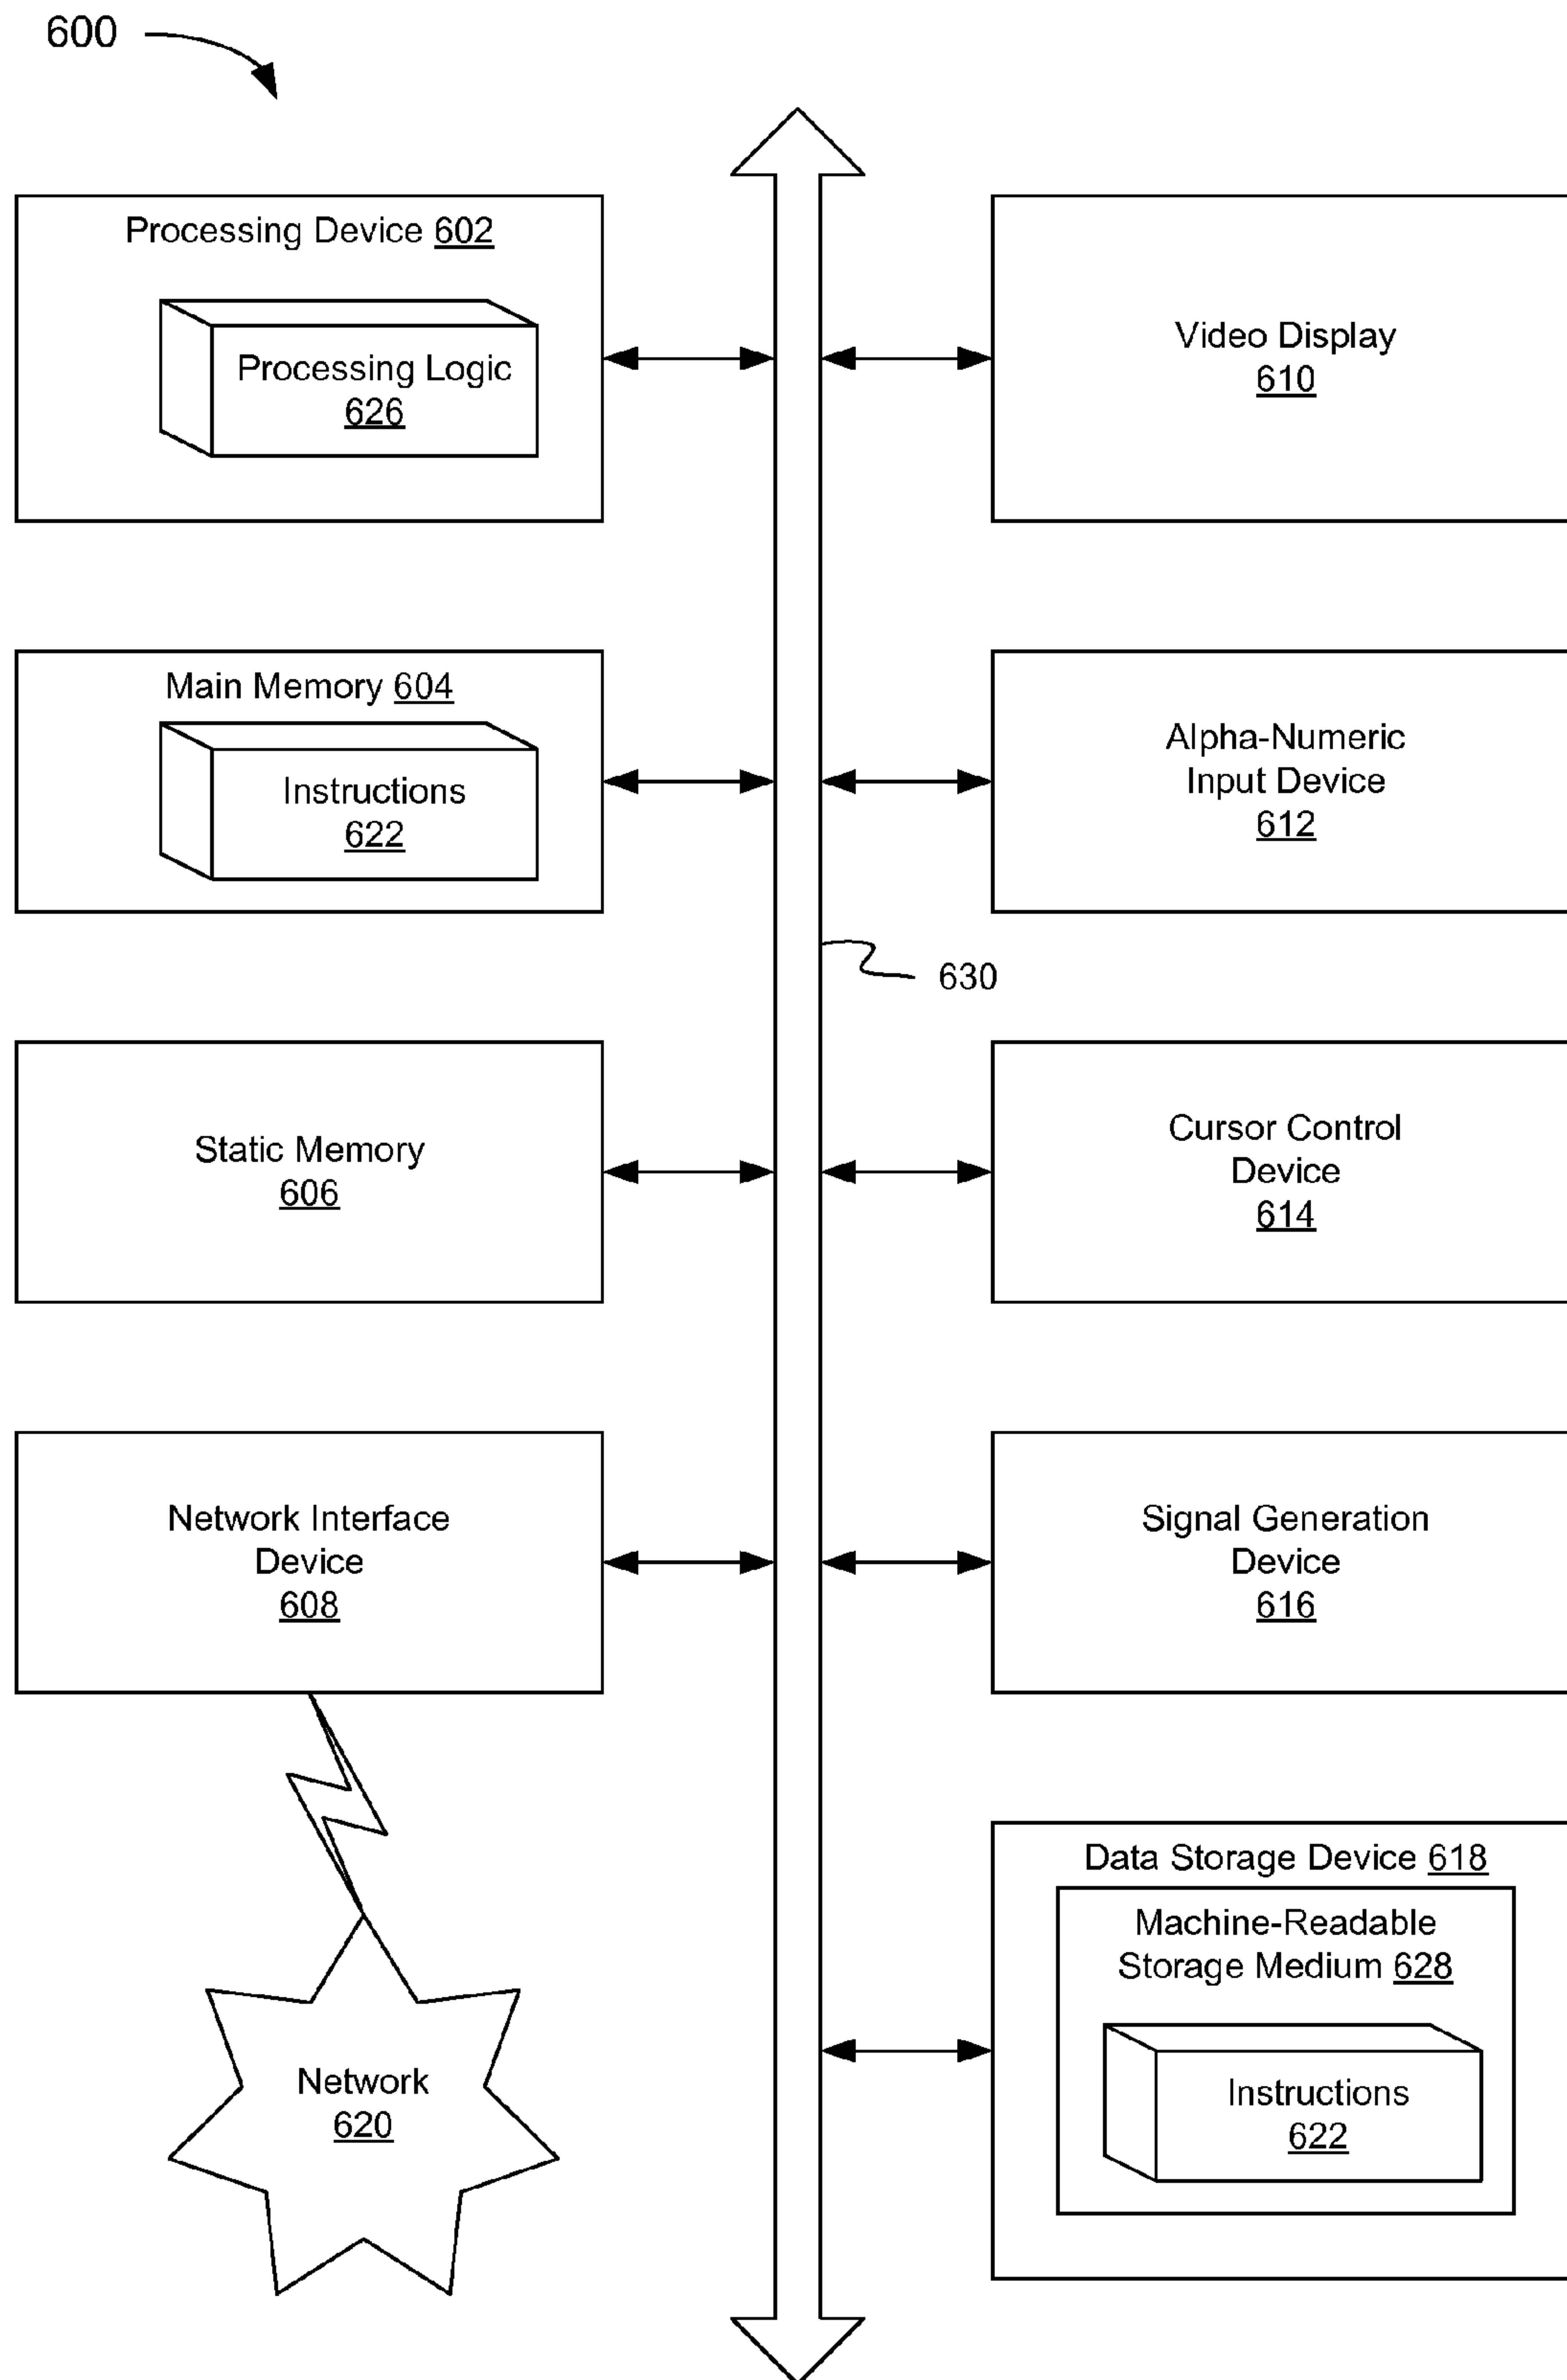 600
Processing Device 602
Processing Logic
626
Video Display
610
Main Memory 604
Instructions
622
Alpha-Numeric
Input Device
612
630
Static Memory
606
Cursor Control
Device
614
Network Interface
Device
608
Signal Generation
Device
616
Data Storage Device 618
Machine-Readable
Storage Medium 628
Instructions
622
Network
620